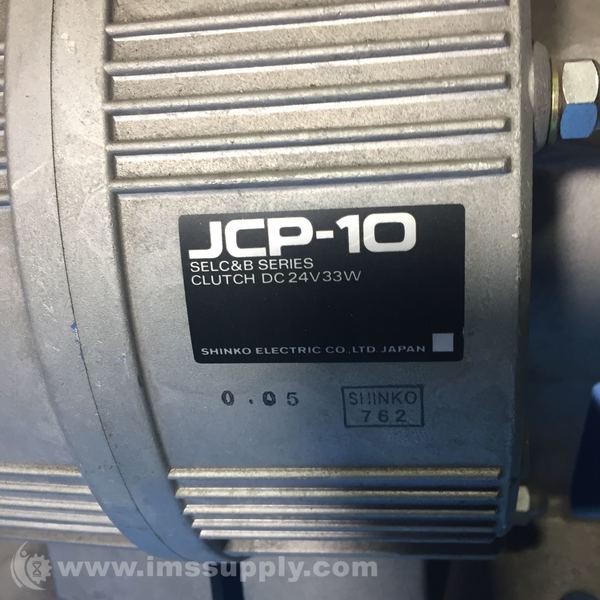 JCP-10
SELC&B SERIES
CLUTCH DC24V33W
SHINKO ELECTRIC CO.,LTD. JAPAN
0.05
SHINKO
762
www.imssupply.com